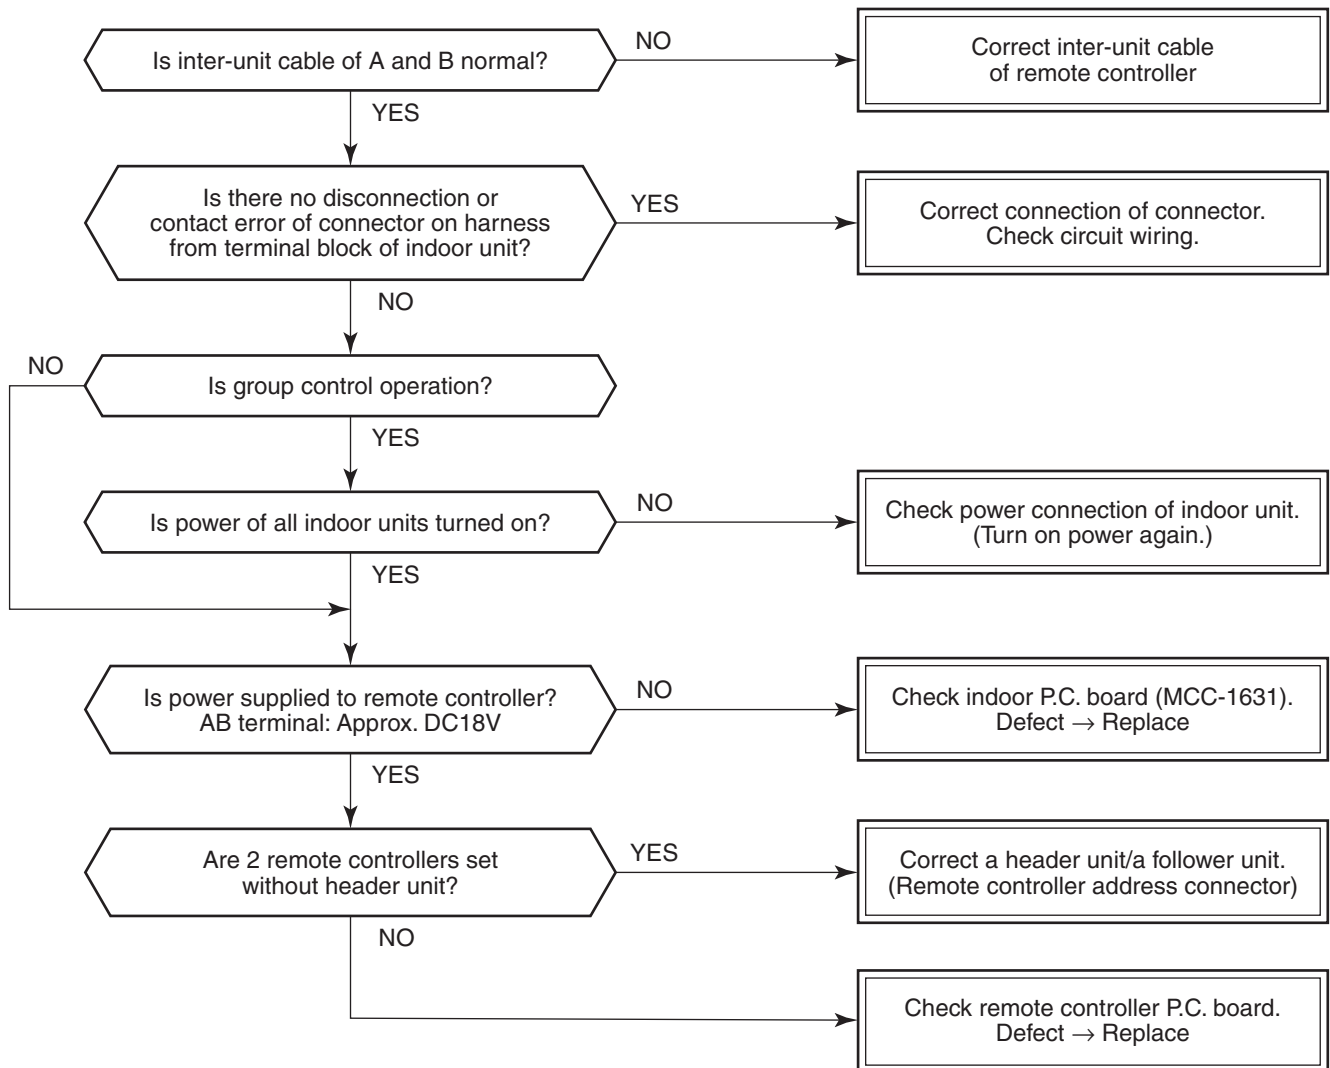 Is inter-unit cable of A and B normal?
NO
Correct inter-unit cable
of remote controller
YES
Is there no disconnection or
contact error of connector on harness
from terminal block of indoor unit?
YES
Correct connection of connector.
Check circuit wiring.
NO
NO
Is group control operation?
YES
Is power of all indoor units turned on?
NO
Check power connection of indoor unit.
(Turn on power again.)
YES
Is power supplied to remote controller?
AB terminal: Approx. DC18V
NO
Check indoor P.C. board (MCC-1631).
Defect → Replace
YES
Are 2 remote controllers set
without header unit?
YES
Correct a header unit/a follower unit.
(Remote controller address connector)
NO
Check remote controller P.C. board.
Defect → Replace